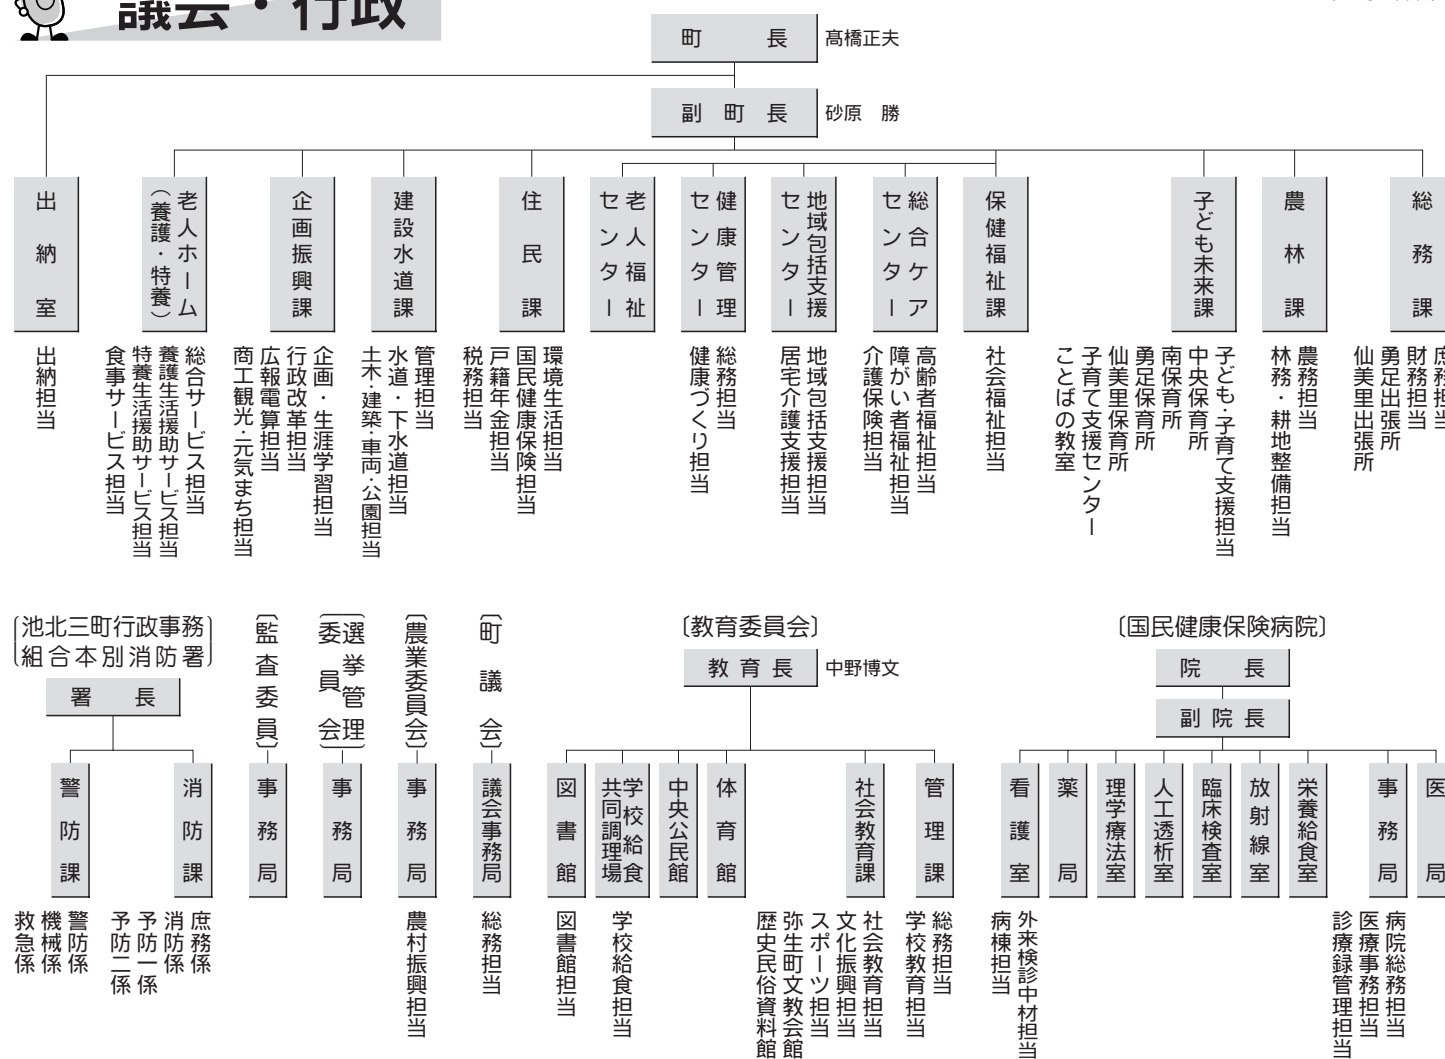 議会・行政
町長
髙橋正夫
副町長
砂原 勝
総務課
庶務担当
財務担当
勇足出張所
仙美里出張所
農林課
農務担当
林務・耕地整備担当
子ども未来課
子ども・子育て支援担当
中央保育所
南保育所
勇足保育所
仙美里保育所
子育て支援センター
ことばの教室
保健福祉課
社会福祉担当
総合ケア
センター
高齢者福祉担当
障がい者福祉担当
介護保険担当
地域包括支援
センター
地域包括支援担当
居宅介護支援担当
健康管理
センター
総務担当
健康づくり担当
老人福祉
センター
住民課
環境生活担当
国民健康保険担当
戸籍年金担当
税務担当
建設水道課
管理担当
水道・下水道担当
土木・建築・車両・公園担当
企画振興課
企画・生涯学習担当
行政改革担当
広報電算担当
商工観光・元気まち担当
老人ホーム
(養護・特養)
総合サービス担当
養護生活援助サービス担当
特養生活援助サービス担当
食事サービス担当
出納室
出納担当
〔国民健康保険病院〕
院長
副院長
医局
事務局
病院総務担当
医療事務担当
診療録管理担当
栄養給食室
放射線室
臨床検査室
人工透析室
理学療法室
薬局
看護室
外来検診中材担当
病棟担当
〔教育委員会〕
教育長
中野博文
管理課
総務担当
学校教育担当
社会教育課
社会教育担当
文化振興担当
スポーツ担当
弥生町文教会館
歴史民俗資料館
体育館
中央公民館
学校給食
共同調理場
学校給食担当
図書館
図書館担当
〔町議会〕
議会事務局
総務担当
〔農業委員会〕
事務局
農村振興担当
〔選挙管理
委員会〕
事務局
〔監査委員〕
事務局
〔池北三町行政事務
組合本別消防署〕
署長
消防課
庶務係
消防係
予防一係
予防二係
警防課
警防係
機械係
救急係